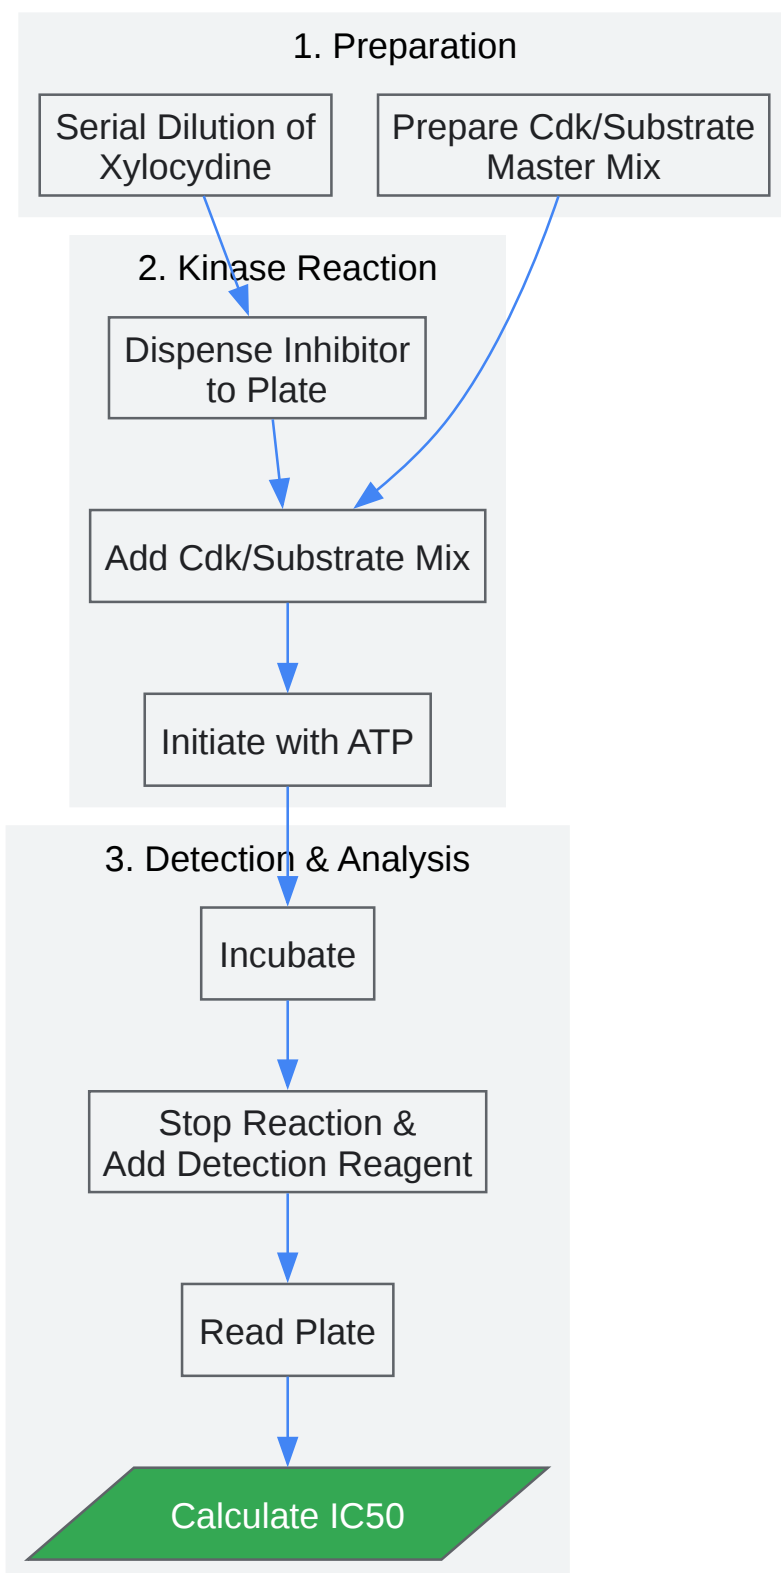 1. Preparation
Serial Dilution of
Xylocydine
Prepare Cdk/Substrate
Master Mix
2. Kinase Reaction
Dispense Inhibitor
to Plate
Add Cdk/Substrate Mix
Initiate with ATP
3. Detection & Analysis
Incubate
Stop Reaction &
Add Detection Reagent
Read Plate
Calculate IC50